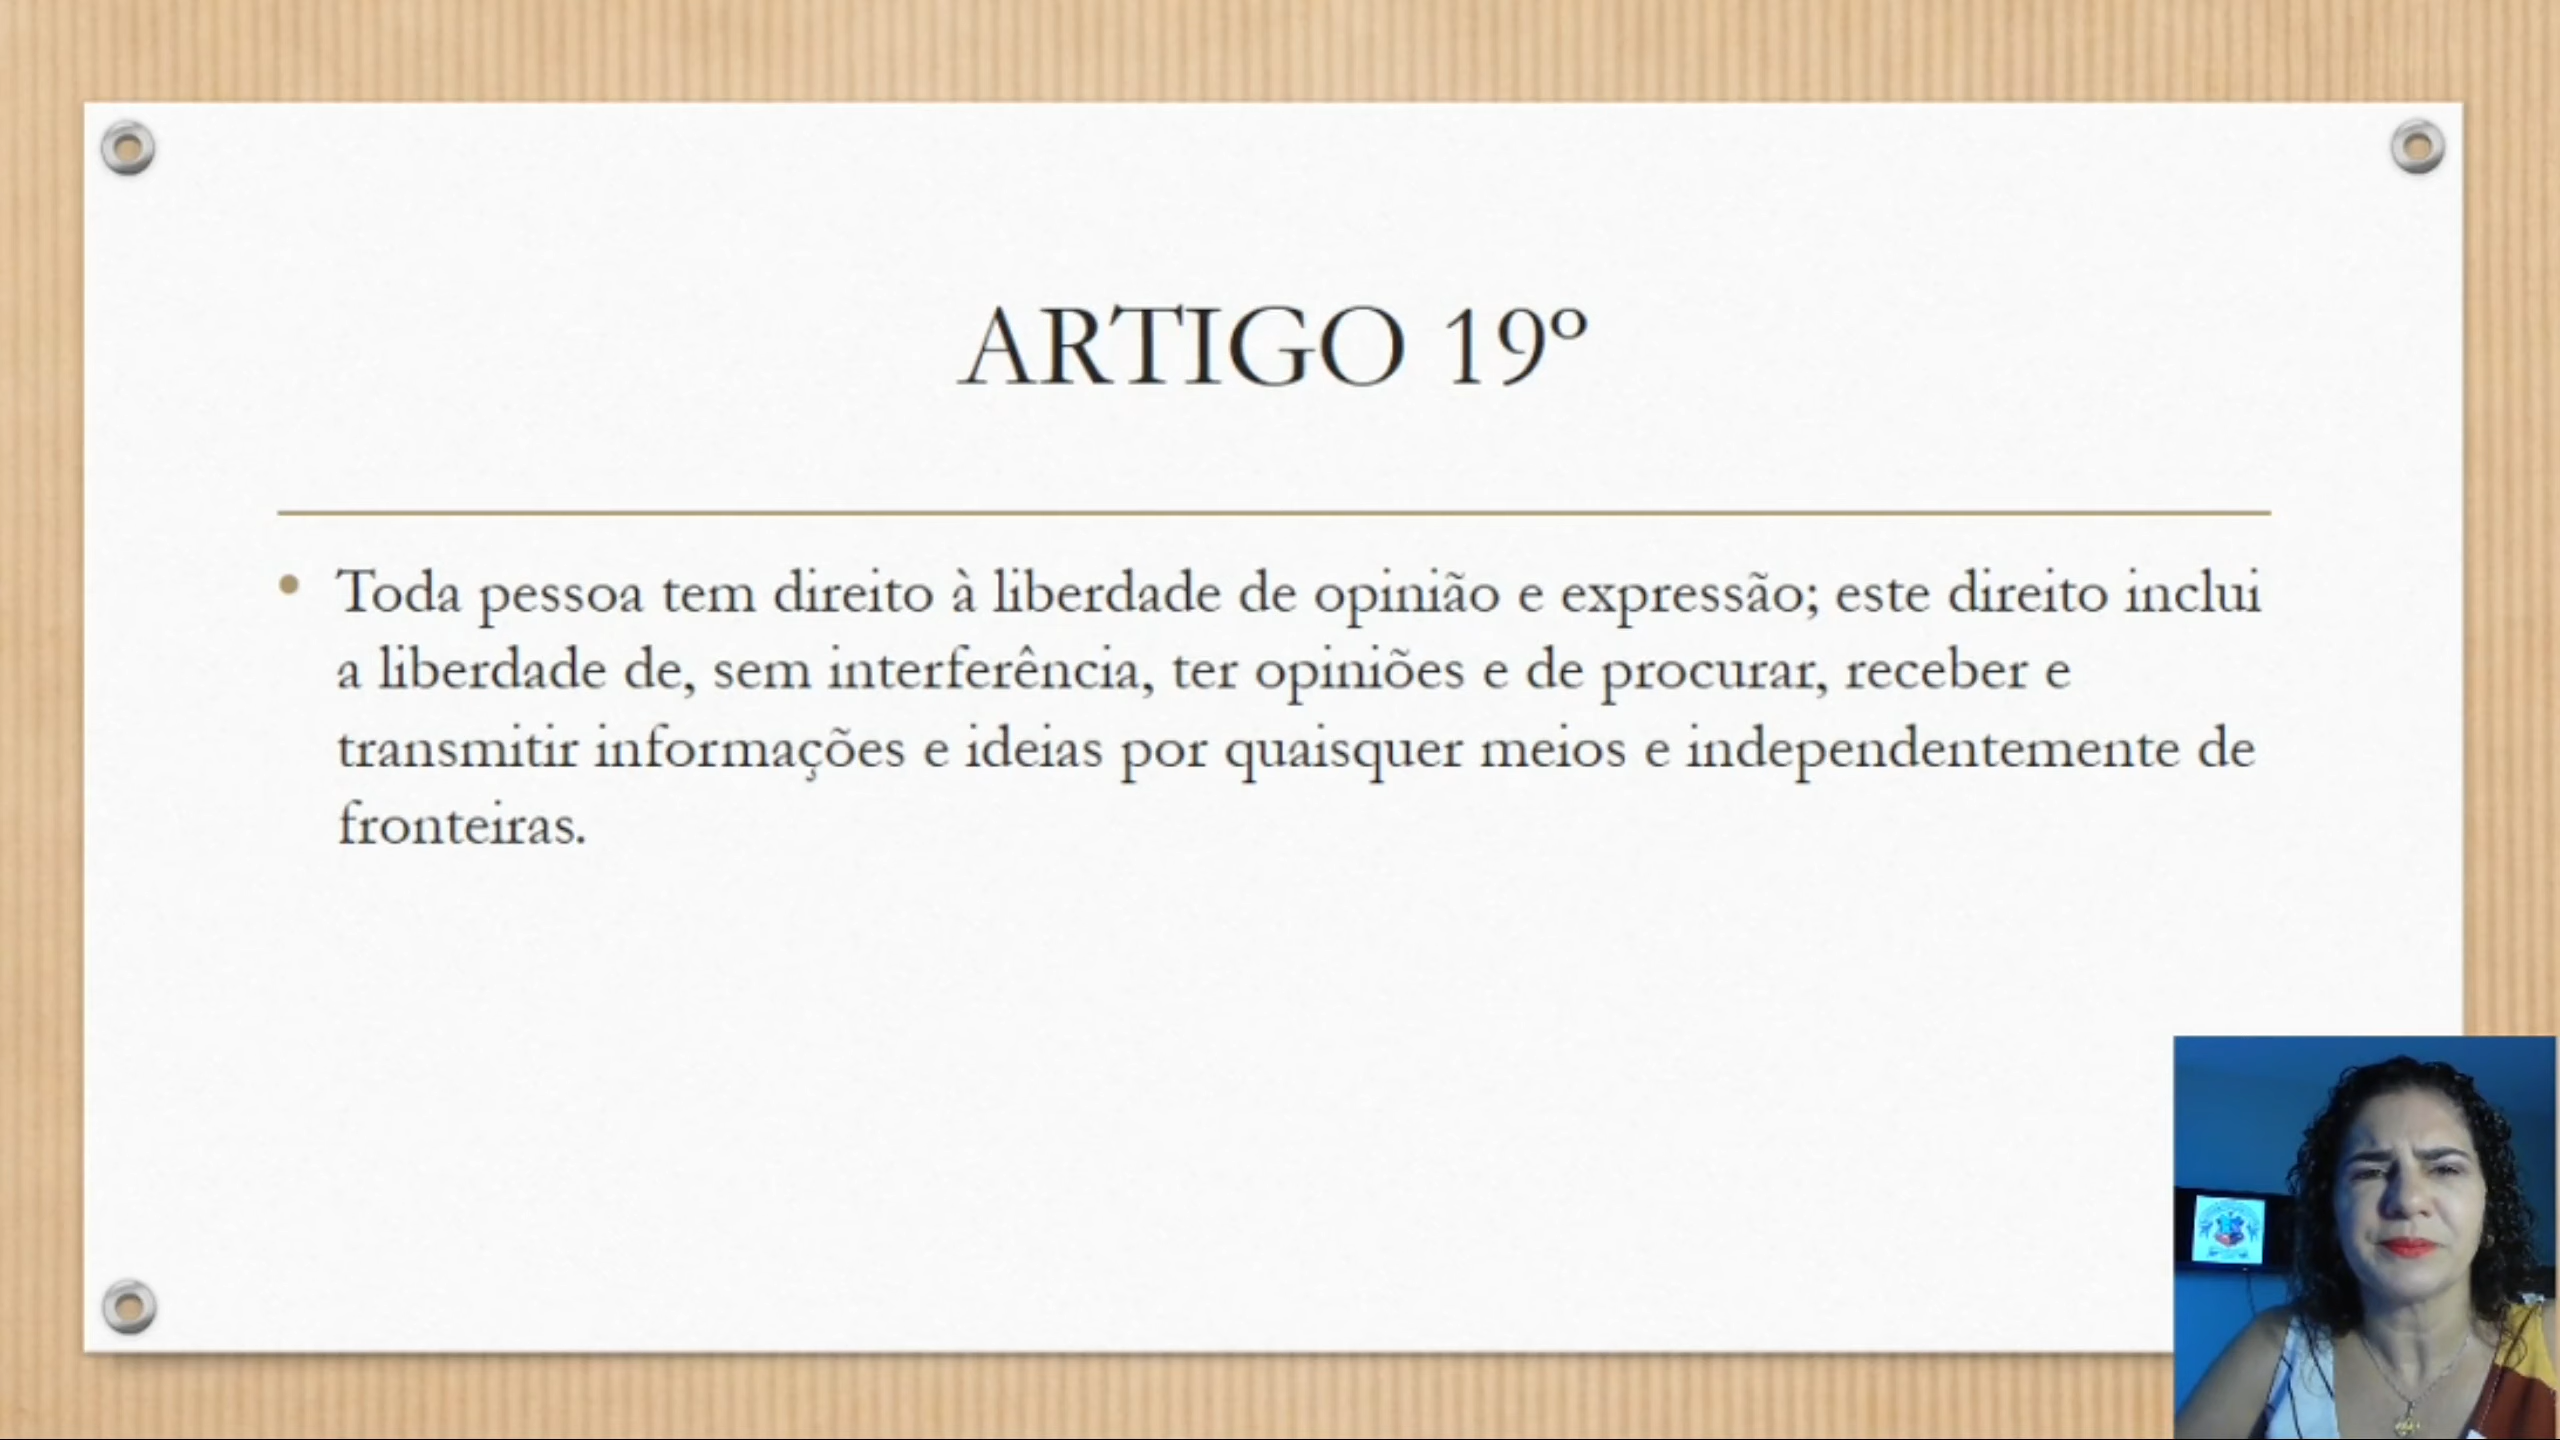 ARTIGO 19º
• Toda pessoa tem direito à liberdade de opinião e expressão; este direito inclui
a liberdade de, sem interferência, ter opiniões e de procurar, receber e
transmitir informações e ideias por quaisquer meios e independentemente de
fronteiras.